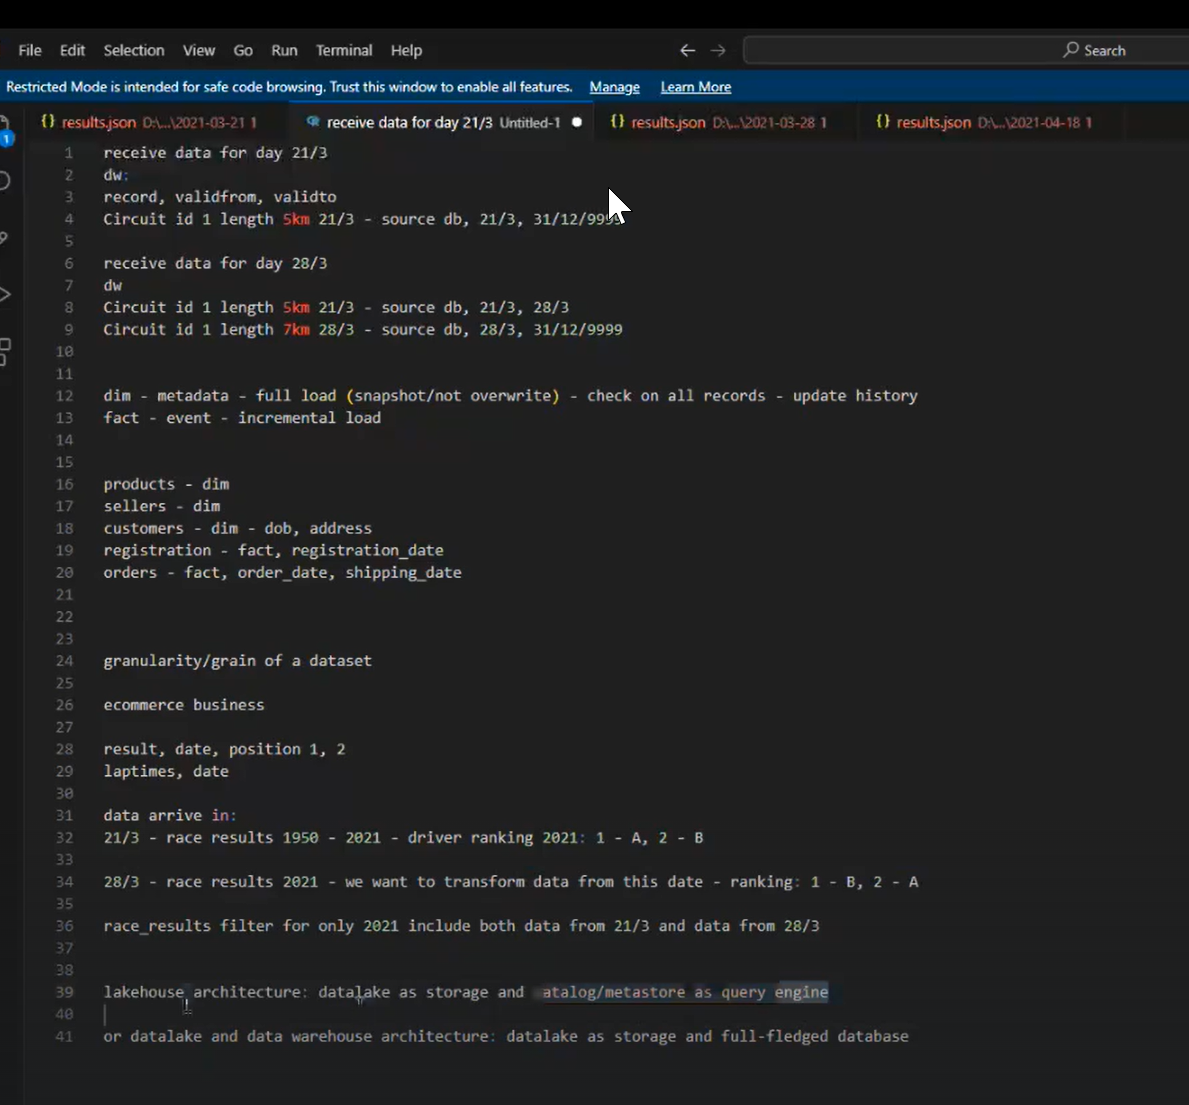 File Edit Selection View Go Run Terminal Help Search
Restricted Mode is intended for safe code browsing. Trust this window to enable all features. Manage Learn More
{} results.json D:\...\2021-03-21 1 receive data for day 21/3 Untitled-1 {} results.json D:\...\2021-03-28 1 {} results.json D:\...\2021-04-18 1
1 receive data for day 21/3
1
2 dw:
3 record, validfrom, validto
4 Circuit id 1 length 5km 21/3 - source db, 21/3, 31/12/9999
5
6 receive data for day 28/3
7 dw
8 Circuit id 1 length 5km 21/3 - source db, 21/3, 28/3
9 Circuit id 1 length 7km 28/3 - source db, 28/3, 31/12/9999
10
11
12 dim - metadata - full load (snapshot/not overwrite) - check on all records - update history
13 fact - event - incremental load
14
15
16 products - dim
17 sellers - dim
18 customers - dim - dob, address
19 registration - fact, registration_date
20 orders - fact, order_date, shipping_date
21
22
23
24 granularity/grain of a dataset
25
26 ecommerce business
27
28 result, date, position 1, 2
29 laptimes, date
30
31 data arrive in:
32 21/3 - race results 1950 - 2021 - driver ranking 2021: 1 - A, 2 - B
33
34 28/3 - race results 2021 - we want to transform data from this date - ranking: 1 - B, 2 - A
35
36 race_results filter for only 2021 include both data from 21/3 and data from 28/3
37
38
39 lakehouse architecture: datalake as storage and atalog/metastore as query engine
40
41 or datalake and data warehouse architecture: datalake as storage and full-fledged database